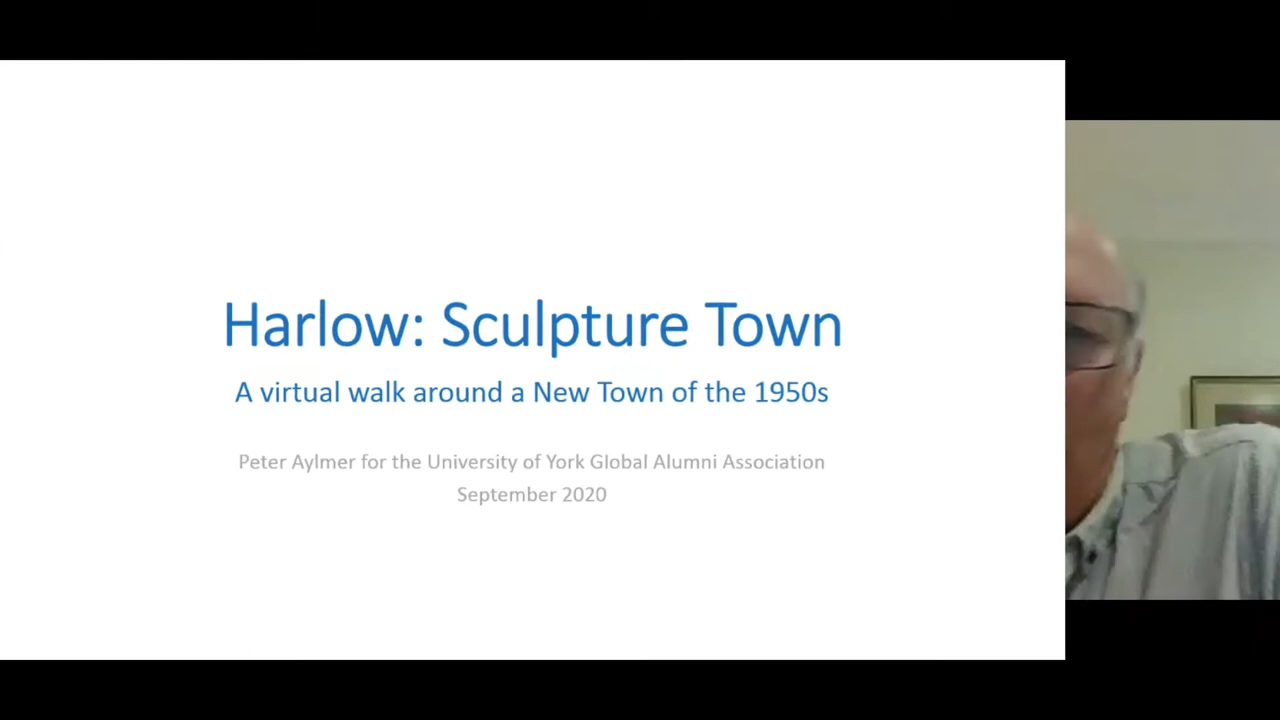 Harlow: Sculpture Town
A virtual walk around a New Town of the 1950s
Peter Aylmer for the University of York Global Alumni Association
September 2020